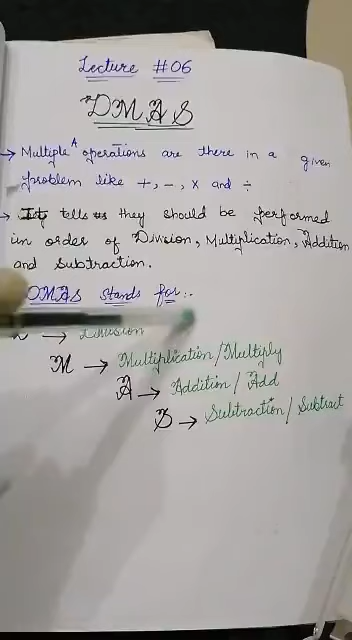 Lecture #06
DMAS
→ Multiple operations are there in a given
problem like +, -, x and ÷
→ It tells us they should be performed
in order of Division, Multiplication, Addition
and Subtraction.
DMAS Stands for:-
→ Division
M → Multiplication/Multiply
A → Addition / Add
S → Subtraction/Subtract